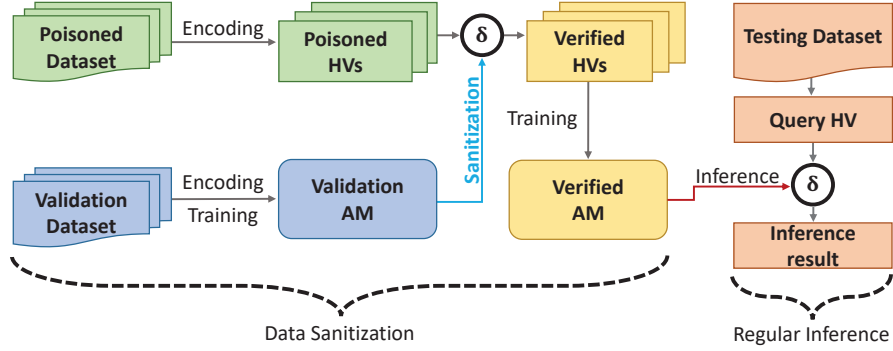 Poisoned
Dataset
Encoding
Poisoned
HVs
δ
Verified
HVs
Testing Dataset
Query HV
Sanitization
Training
Validation
Dataset
Encoding
Training
Validation
AM
Verified
AM
Inference
δ
Inference
result
Data Sanitization
Regular Inference